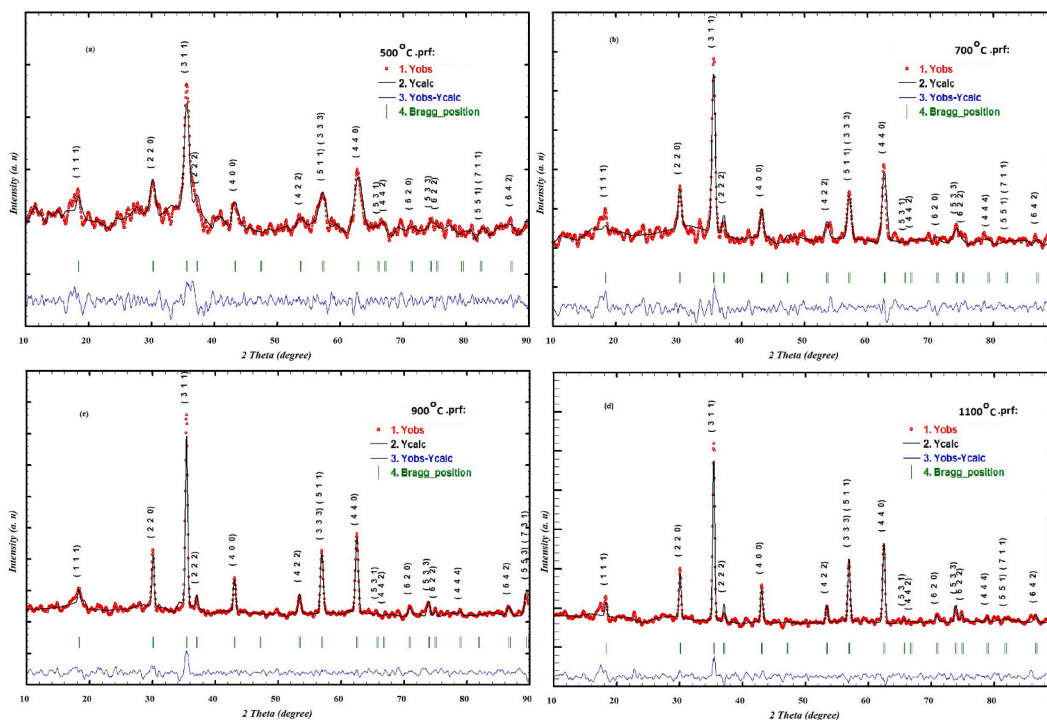 (a)
500°C .prf:
1. Yobs
2. Ycalc
3. Yobs-Ycalc
4. Bragg_position
( 1 1 1 )
( 2 2 0 )
( 3 1 1 )
( 2 2 2 )
( 4 0 0 )
( 4 2 2 )
( 5 1 1 ) ( 3 3 3 )
( 4 4 0 )
( 5 3 1 )
( 4 4 2 )
( 6 2 0 )
( 5 3 3 )
( 6 2 2 )
( 5 5 1 ) ( 7 1 1 )
( 6 4 2 )
Intensity (a. u)
10 20 30 40 50 60 70 80 90
2 Theta (degree)
(b)
700°C .prf:
1. Yobs
2. Ycalc
3. Yobs-Ycalc
4. Bragg_position
( 1 1 1 )
( 2 2 0 )
( 3 1 1 )
( 2 2 2 )
( 4 0 0 )
( 4 2 2 )
( 5 1 1 ) ( 3 3 3 )
( 4 4 0 )
( 5 3 1 )
( 4 4 2 )
( 6 2 0 )
( 5 3 3 )
( 6 2 2 )
( 4 4 4 )
( 5 5 1 ) ( 7 1 1 )
( 6 4 2 )
Intensity (a. u)
10 20 30 40 50 60 70 80
2 Theta (degree)
(c)
900°C .prf:
1. Yobs
2. Ycalc
3. Yobs-Ycalc
4. Bragg_position
( 1 1 1 )
( 2 2 0 )
( 3 1 1 )
( 2 2 2 )
( 4 0 0 )
( 4 2 2 )
( 3 3 3 ) ( 5 1 1 )
( 4 4 0 )
( 5 3 1 )
( 4 4 2 )
( 6 2 0 )
( 5 3 3 )
( 6 2 2 )
( 4 4 4 )
( 6 4 2 )
( 5 5 3 ) ( 7 3 1 )
Intensity (a. u)
10 20 30 40 50 60 70 80 90
2 Theta (degree)
(d)
1100°C .prf:
1. Yobs
2. Ycalc
3. Yobs-Ycalc
4. Bragg_position
( 1 1 1 )
( 2 2 0 )
( 3 1 1 )
( 2 2 2 )
( 4 0 0 )
( 4 2 2 )
( 3 3 3 ) ( 5 1 1 )
( 4 4 0 )
( 5 3 1 )
( 4 4 2 )
( 6 2 0 )
( 5 3 3 )
( 6 2 2 )
( 4 4 4 )
( 5 5 1 ) ( 7 1 1 )
( 6 4 2 )
Intensity (a. u)
10 20 30 40 50 60 70 80
2 Theta (degree)